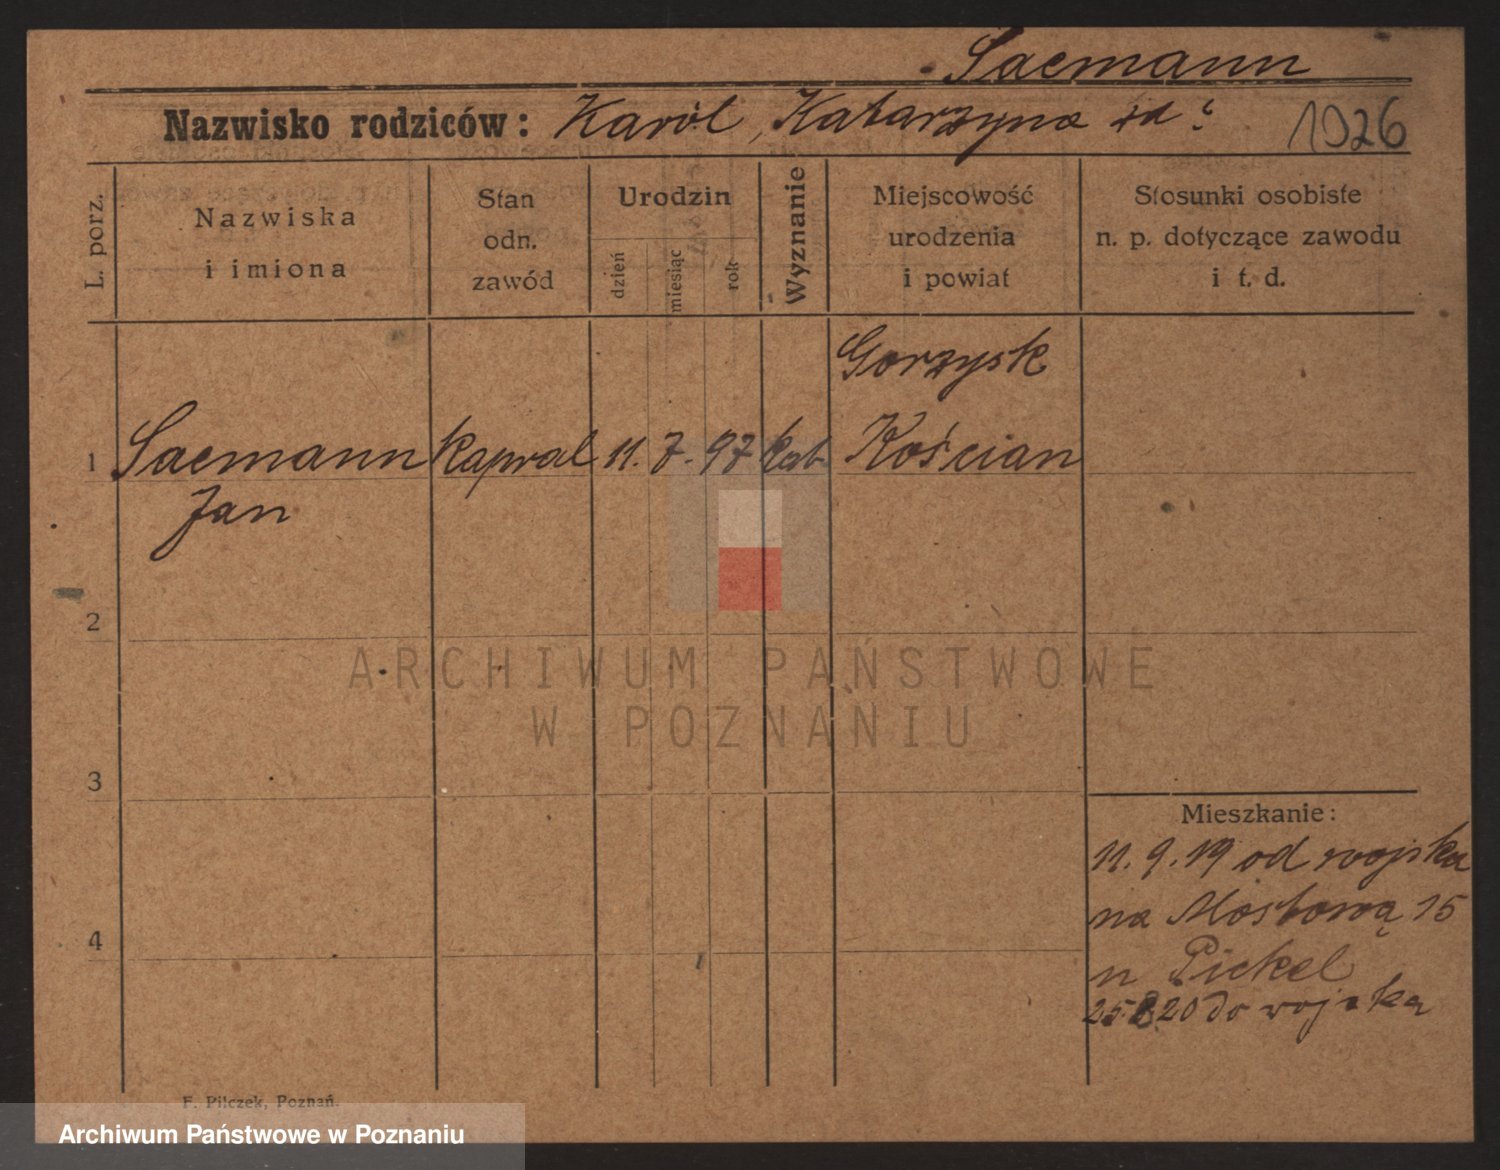 Sacmann
Nazwisko rodziców: Karól, Katarzyna zd ?
1926
L. porz.
Nazwiska
i imiona
Stan
odn.
zawód
Urodzin
dzień
miesiąc
rok
Wyznanie
Miejscowość
urodzenia
i powiat
Stosunki osobiste
n. p. dotyczące zawodu
i t. d.
Gorzysk
1 Sacmann kapral 11. 7. 97 kat. Kościan
Jan
2
3
4
Mieszkanie:
11. 9. 19 od wojska
na Mostową 15
n Pickel
25. 8. 20 do wojska
F. Pilczek, Poznań.
ARCHIWUM PAŃSTWOWE
W POZNANIU
Archiwum Państwowe w Poznaniu